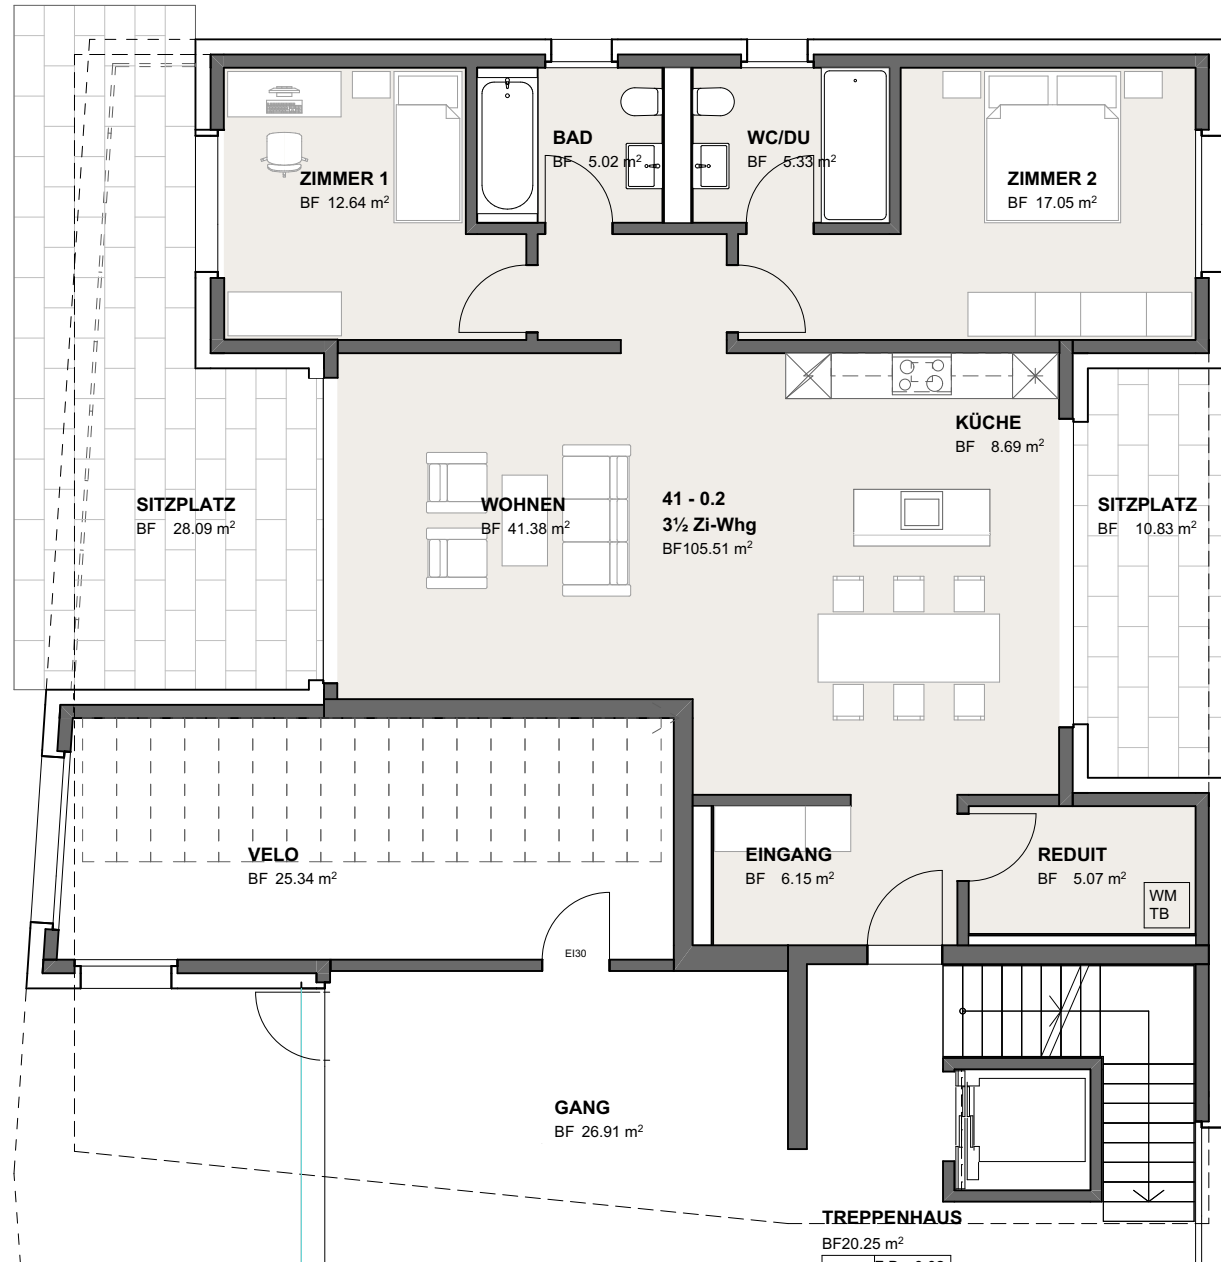 BAD
BF 5.02 m²
WC/DU
BF 5.33 m²
ZIMMER 1
BF 12.64 m²
ZIMMER 2
BF 17.05 m²
KÜCHE
BF 8.69 m²
SITZPLATZ
BF 28.09 m²
WOHNEN
BF 41.38 m²
41 - 0.2
3½ Zi-Whg
BF105.51 m²
SITZPLATZ
BF 10.83 m²
VELO
BF 25.34 m²
EINGANG
BF 6.15 m²
REDUIT
BF 5.07 m²
WM
TB
EI30
GANG
BF 26.91 m²
TREPPENHAUS
BF20.25 m²